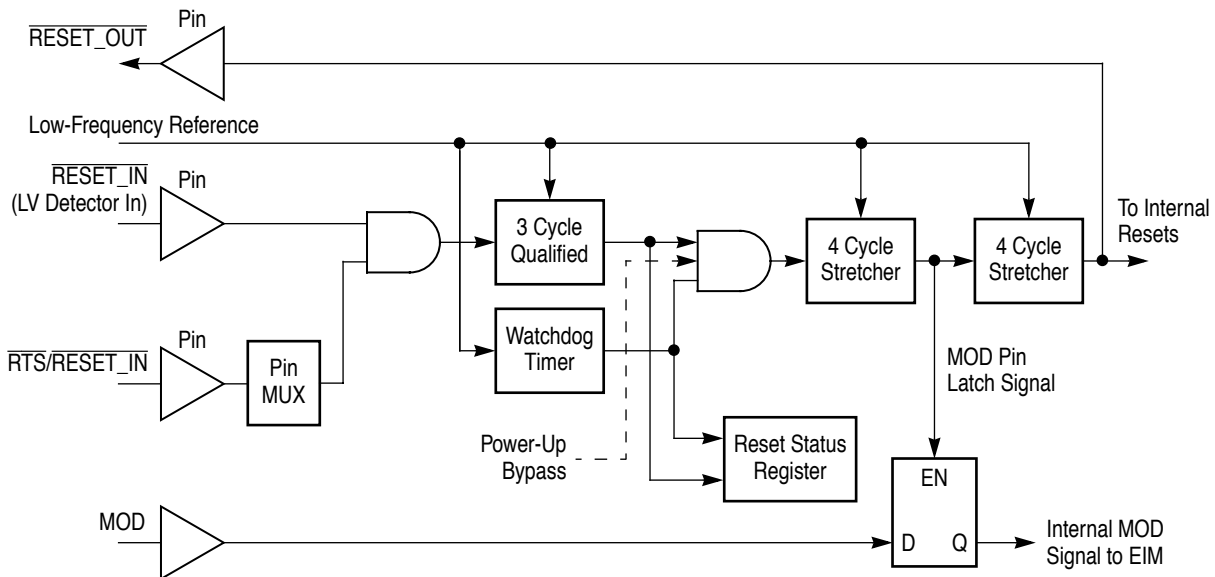 Pin
RESET_OUT
Low-Frequency Reference
RESET_IN
(LV Detector In)
Pin
3 Cycle
Qualified
4 Cycle
Stretcher
4 Cycle
Stretcher
To Internal
Resets
RTS/RESET_IN
Pin
Pin
MUX
Watchdog
Timer
MOD Pin
Latch Signal
Power-Up
Bypass
Reset Status
Register
EN
MOD
D
Q
Internal MOD
Signal to EIM